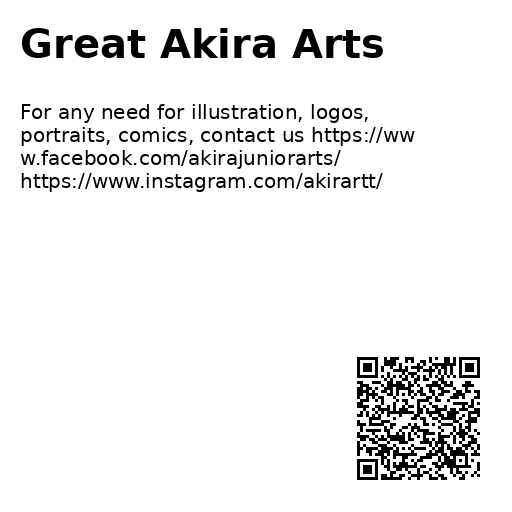 Great Akira Arts
For any need for illustration, logos,
portraits, comics, contact us https://ww
w.facebook.com/akirajuniorarts/
https://www.instagram.com/akirartt/